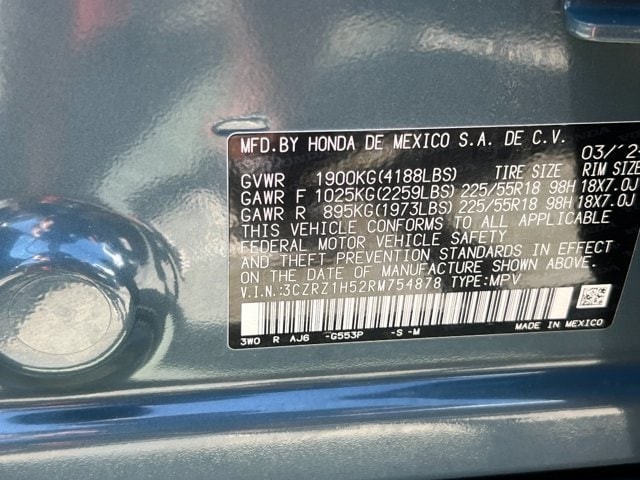 MFD.BY HONDA DE MEXICO S.A. DE C.V.
GVWR 1900KG(4188LBS) TIRE SIZE RIM SIZE
GAWR F 1025KG(2259LBS) 225/55R18 98H 18X7.0J
GAWR R 895KG(1973LBS) 225/55R18 98H 18X7.0J
THIS VEHICLE CONFORMS TO ALL APPLICABLE
FEDERAL MOTOR VEHICLE SAFETY
AND THEFT PREVENTION STANDARDS IN EFFECT
ON THE DATE OF MANUFACTURE SHOWN ABOVE.
V.I.N.:3CZRZ1H52RM754878 TYPE:MPV
3WO R AJ6 -G553P -S -M
MADE IN MEXICO